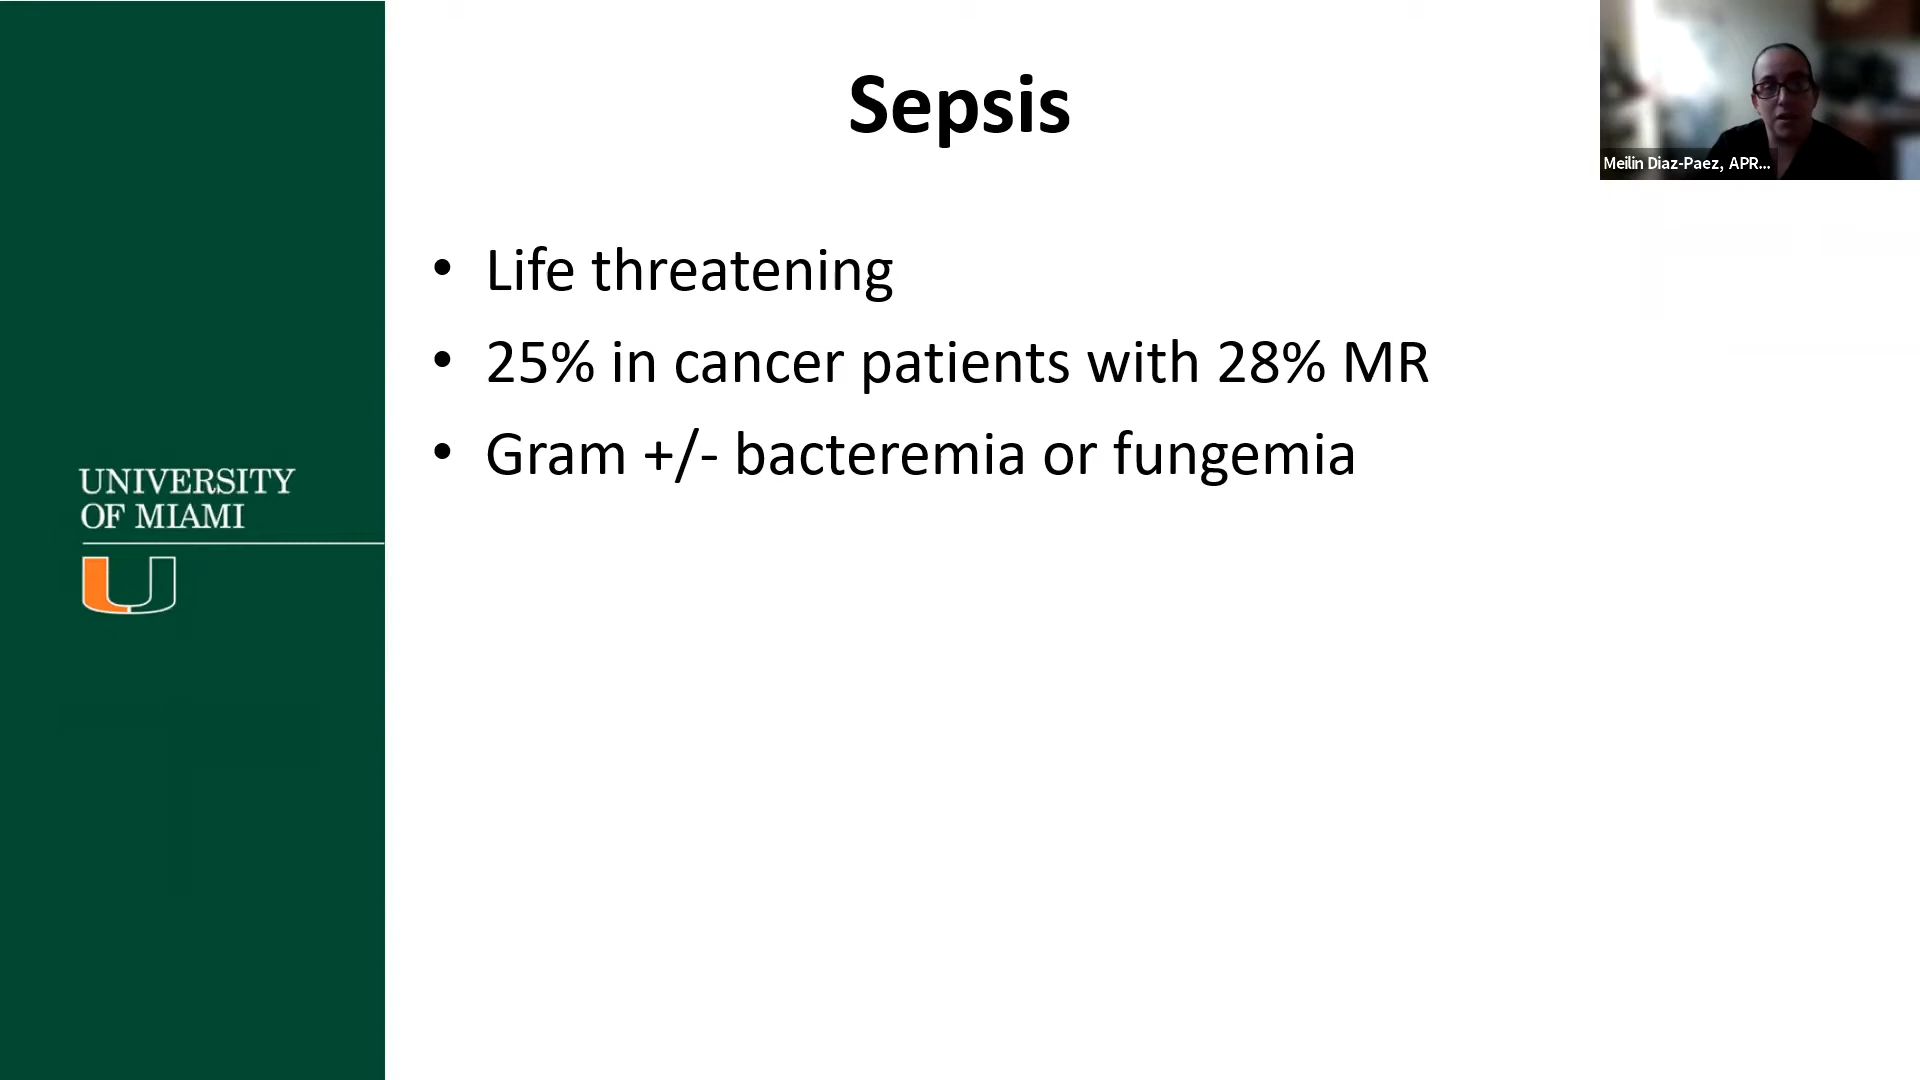 Sepsis
Meilin Diaz-Paez, APR...
• Life threatening
• 25% in cancer patients with 28% MR
• Gram +/- bacteremia or fungemia
UNIVERSITY
OF MIAMI
U